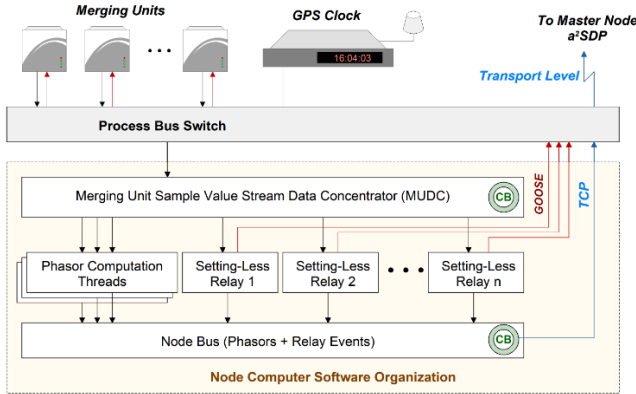 Merging Units
GPS Clock
To Master Node
a²SDP
16:04:03
Transport Level
Process Bus Switch
Merging Unit Sample Value Stream Data Concentrator (MUDC)
CB
GOOSE
TCP
Phasor Computation
Threads
Setting-Less
Relay 1
Setting-Less
Relay 2
Setting-Less
Relay n
Node Bus (Phasors + Relay Events)
CB
Node Computer Software Organization